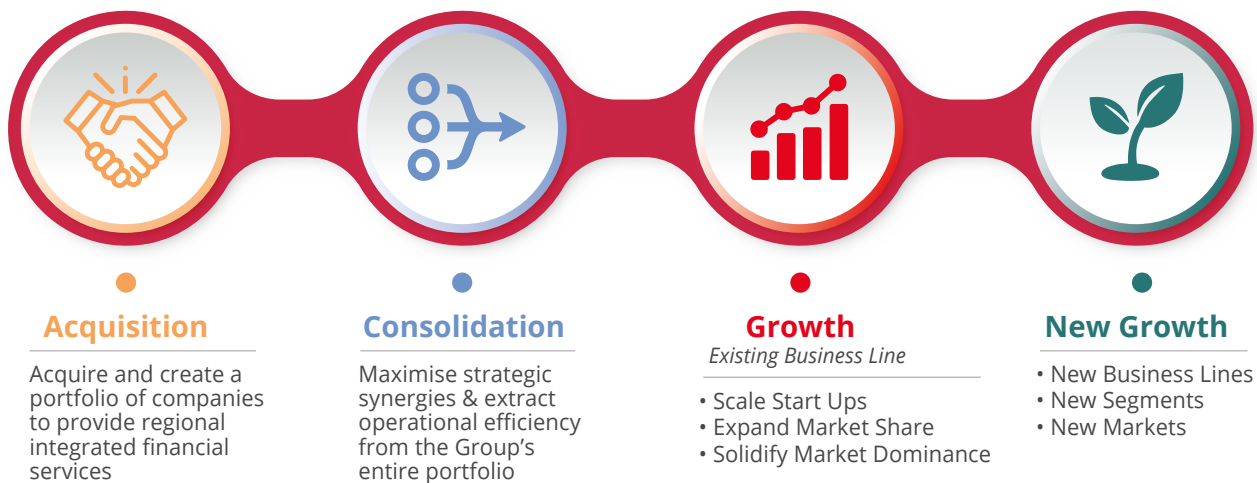 Acquisition
Acquire and create a
portfolio of companies
to provide regional
integrated financial
services
Consolidation
Maximise strategic
synergies & extract
operational efficiency
from the Group’s
entire portfolio
Growth
Existing Business Line
• Scale Start Ups
• Expand Market Share
• Solidify Market Dominance
New Growth
• New Business Lines
• New Segments
• New Markets